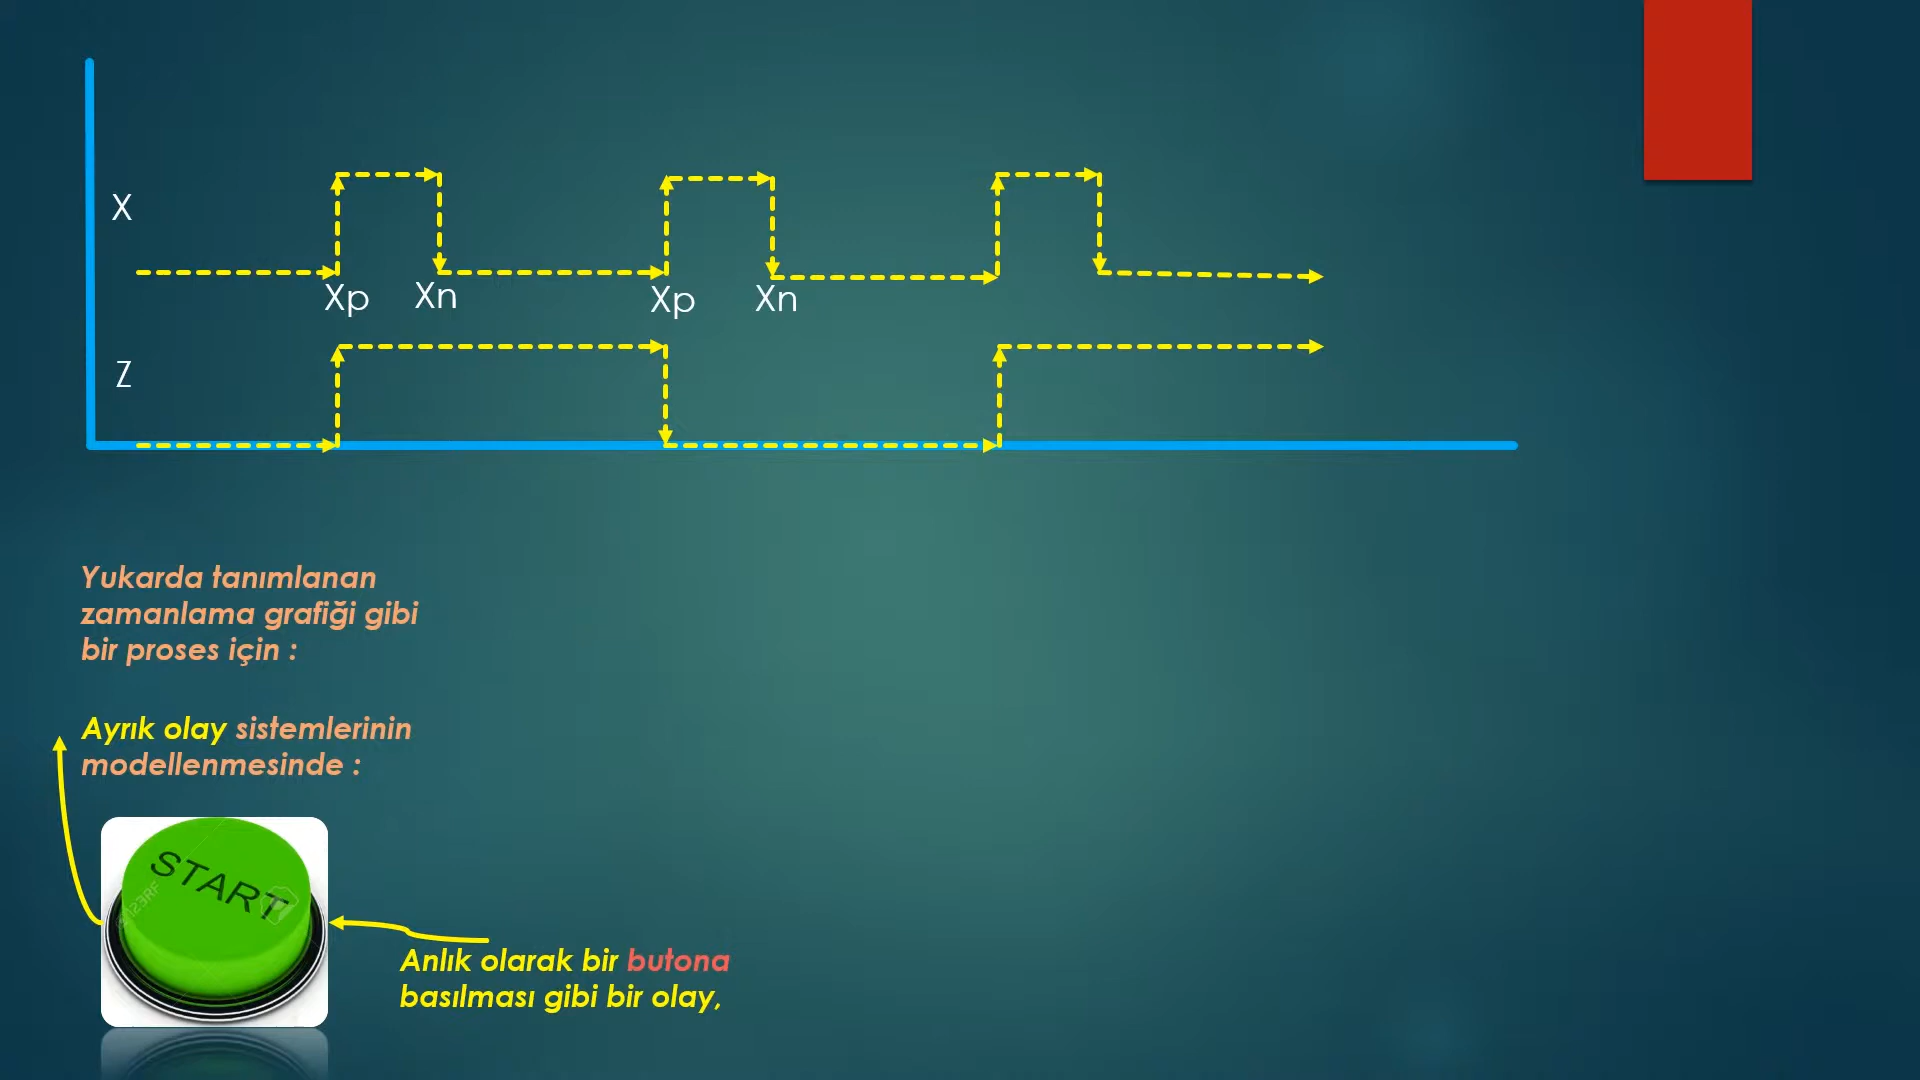 X
Xp Xn Xp Xn
Z
Yukarda tanımlanan
zamanlama grafiği gibi
bir proses için :
Ayrık olay sistemlerinin
modellenmesinde :
START
©123RF
Anlık olarak bir butona
basılması gibi bir olay,